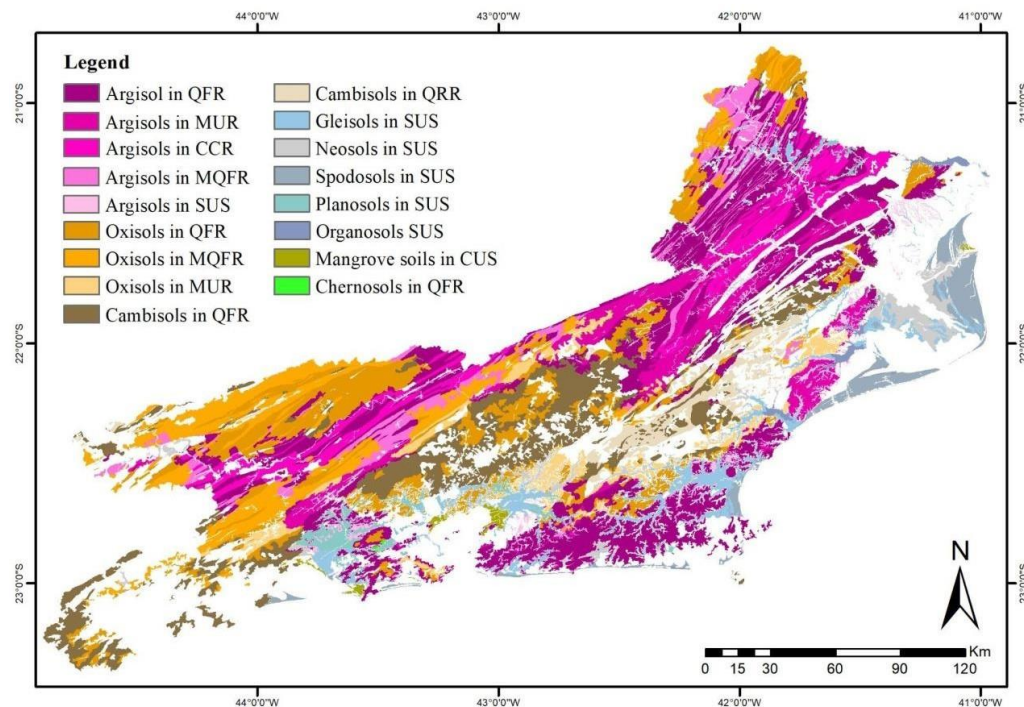 44°0'0"W 43°0'0"W 42°0'0"W 41°0'0"W
Legend
Argisol in QFR
Argisols in MUR
Argisols in CCR
Argisols in MQFR
Argisols in SUS
Oxisols in QFR
Oxisols in MQFR
Oxisols in MUR
Cambisols in QFR
Cambisols in QRR
Gleisols in SUS
Neosols in SUS
Spodosols in SUS
Planosols in SUS
Organosols SUS
Mangrove soils in CUS
Chernosols in QFR
21°0'0"S
21°0'0"S
22°0'0"S
22°0'0"S
23°0'0"S
23°0'0"S
N
Km
0 15 30 60 90 120
44°0'0"W 43°0'0"W 42°0'0"W 41°0'0"W